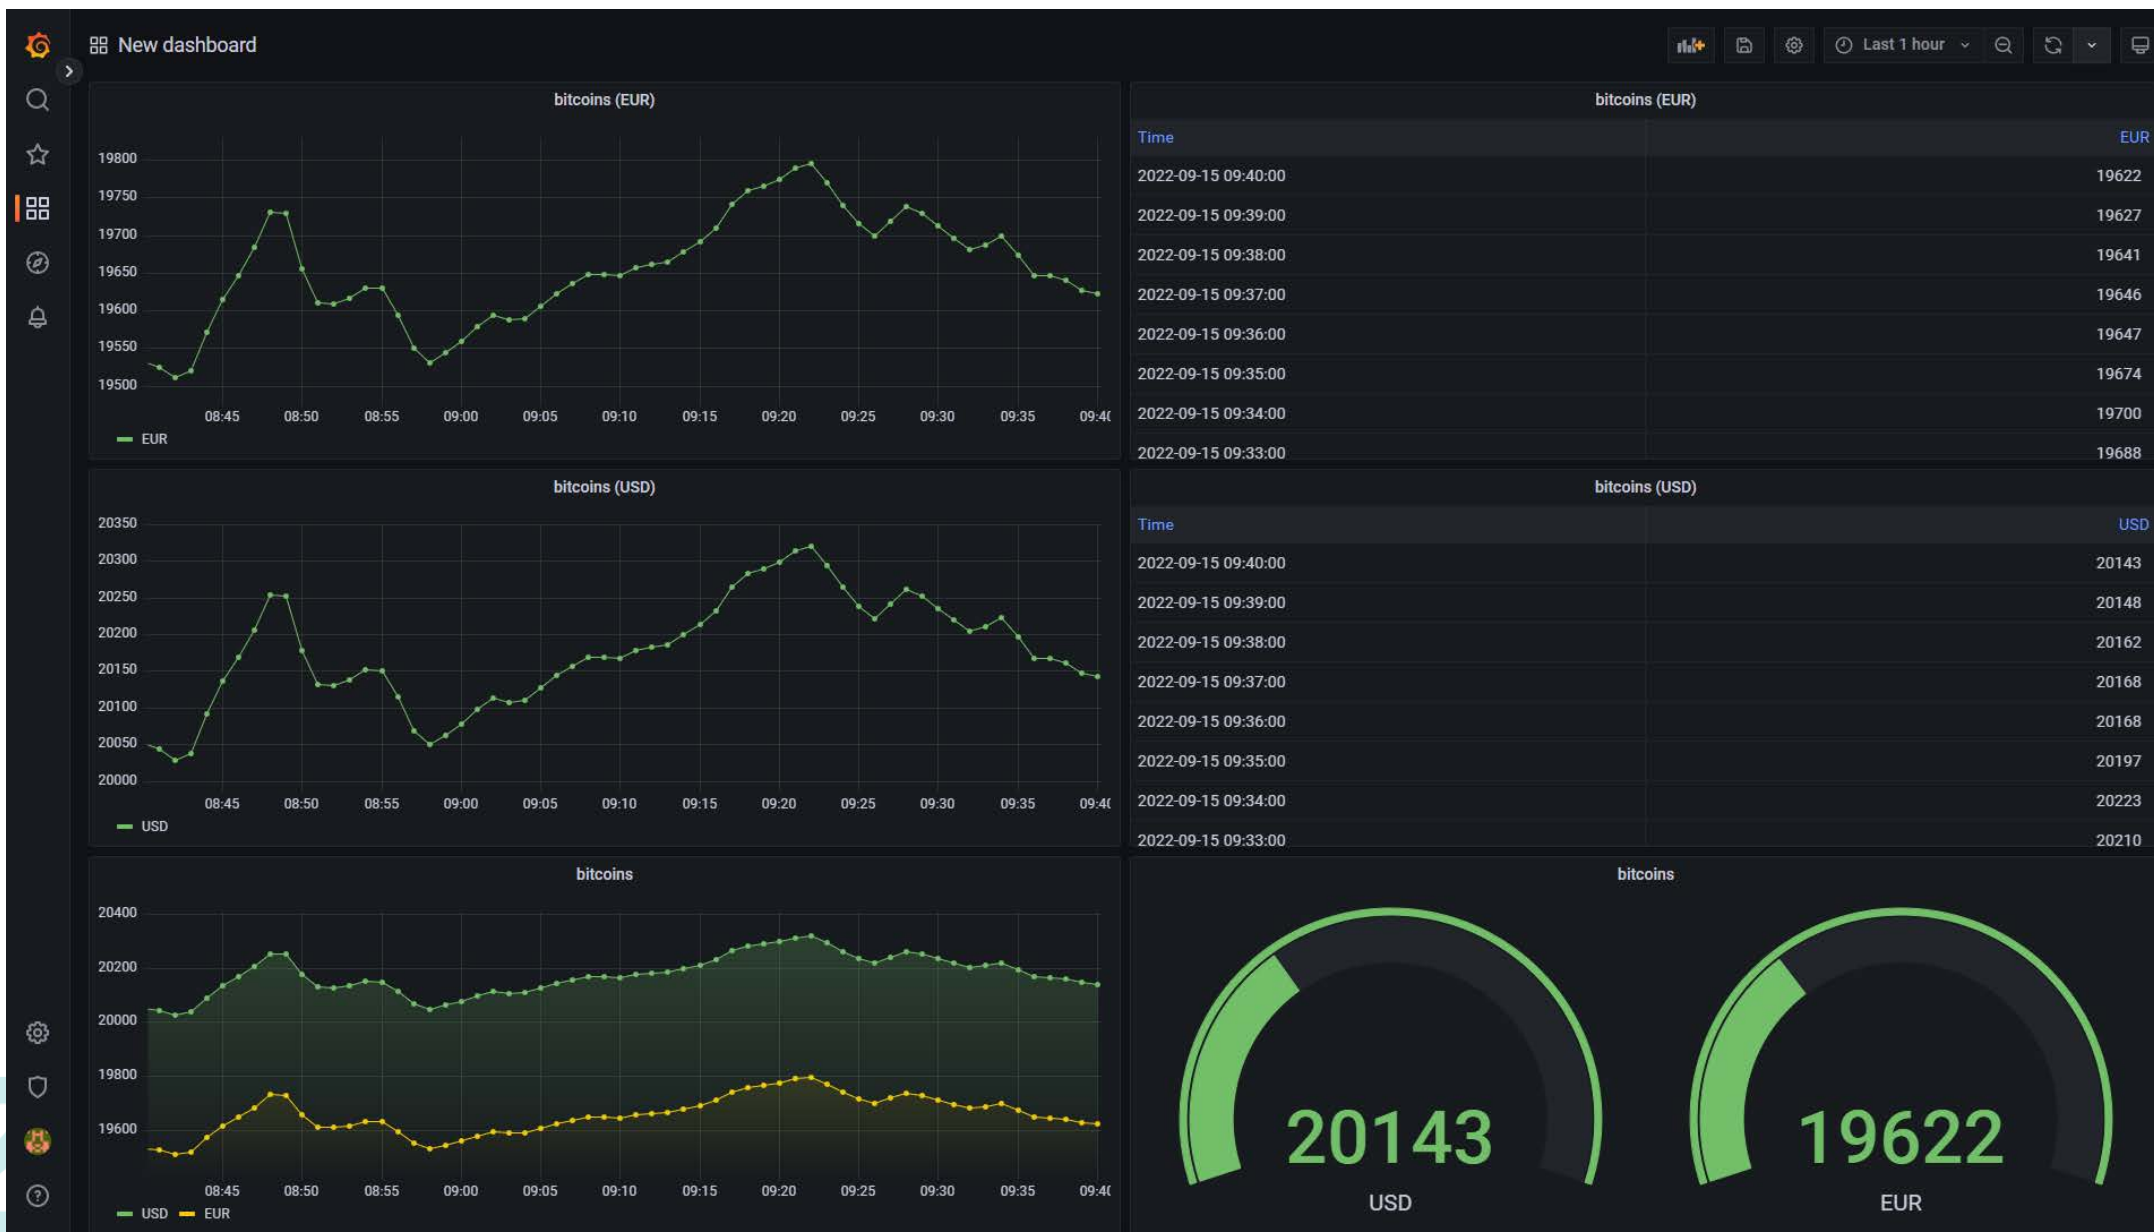 New dashboard
Last 1 hour
bitcoins (EUR)
19800
19750
19700
19650
19600
19550
19500
08:45 08:50 08:55 09:00 09:05 09:10 09:15 09:20 09:25 09:30 09:35 09:40
EUR
bitcoins (EUR)
Time EUR
2022-09-15 09:40:00 19622
2022-09-15 09:39:00 19627
2022-09-15 09:38:00 19641
2022-09-15 09:37:00 19646
2022-09-15 09:36:00 19647
2022-09-15 09:35:00 19674
2022-09-15 09:34:00 19700
2022-09-15 09:33:00 19688
bitcoins (USD)
20350
20300
20250
20200
20150
20100
20050
20000
08:45 08:50 08:55 09:00 09:05 09:10 09:15 09:20 09:25 09:30 09:35 09:40
USD
bitcoins (USD)
Time USD
2022-09-15 09:40:00 20143
2022-09-15 09:39:00 20148
2022-09-15 09:38:00 20162
2022-09-15 09:37:00 20168
2022-09-15 09:36:00 20168
2022-09-15 09:35:00 20197
2022-09-15 09:34:00 20223
2022-09-15 09:33:00 20210
bitcoins
20400
20200
20000
19800
19600
08:45 08:50 08:55 09:00 09:05 09:10 09:15 09:20 09:25 09:30 09:35 09:40
USD EUR
bitcoins
20143 19622
USD EUR